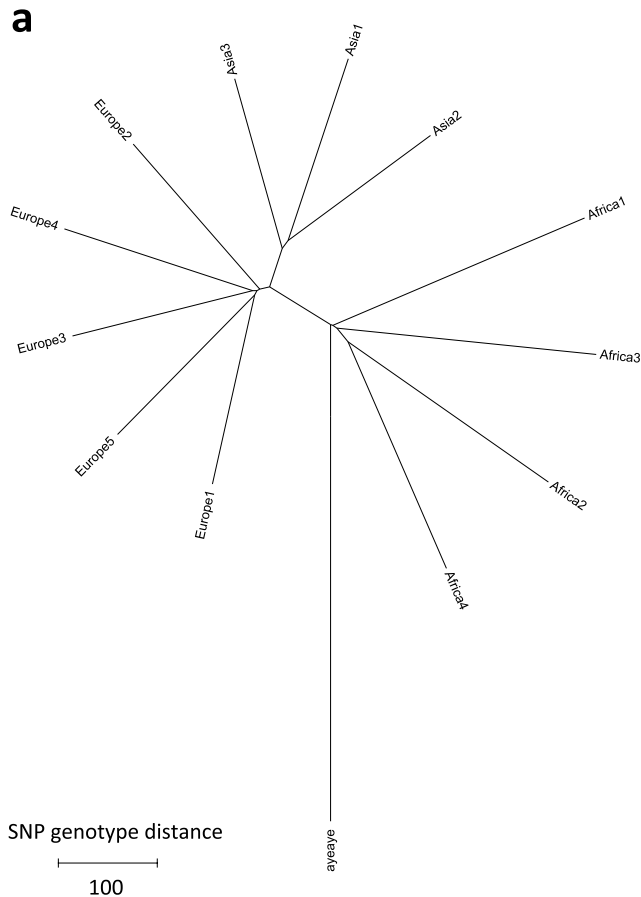 a
Asia1
Asia3
Europe2
Asia2
Africa1
Europe4
Europe3
Africa3
Europe5
Africa2
Europe1
Africa4
SNP genotype distance
ayeaye
100